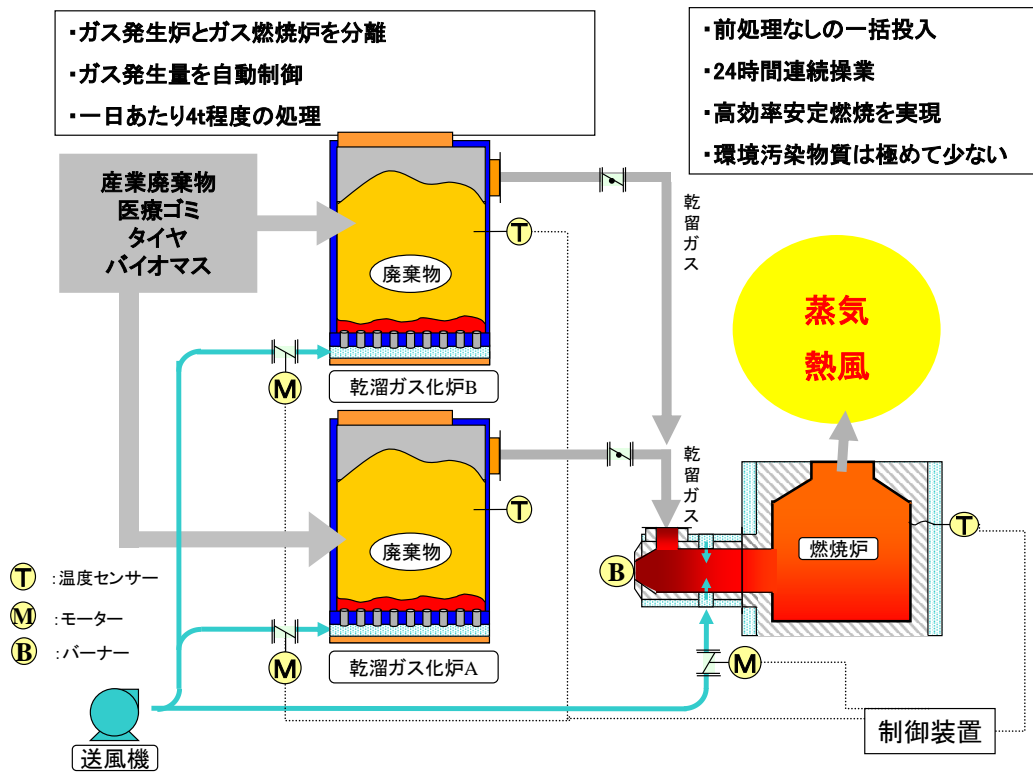 ・ガス発生炉とガス燃焼炉を分離
・ガス発生量を自動制御
・一日あたり4t程度の処理
・前処理なしの一括投入
・24時間連続操業
・高効率安定燃焼を実現
・環境汚染物質は極めて少ない
産業廃棄物
医療ゴミ
タイヤ
バイオマス
廃棄物
T
乾留ガス
蒸気
熱風
M
乾溜ガス化炉B
廃棄物
T
乾留ガス
B
燃焼炉
T
T :温度センサー
M :モーター
B :バーナー
M
乾溜ガス化炉A
M
送風機
制御装置